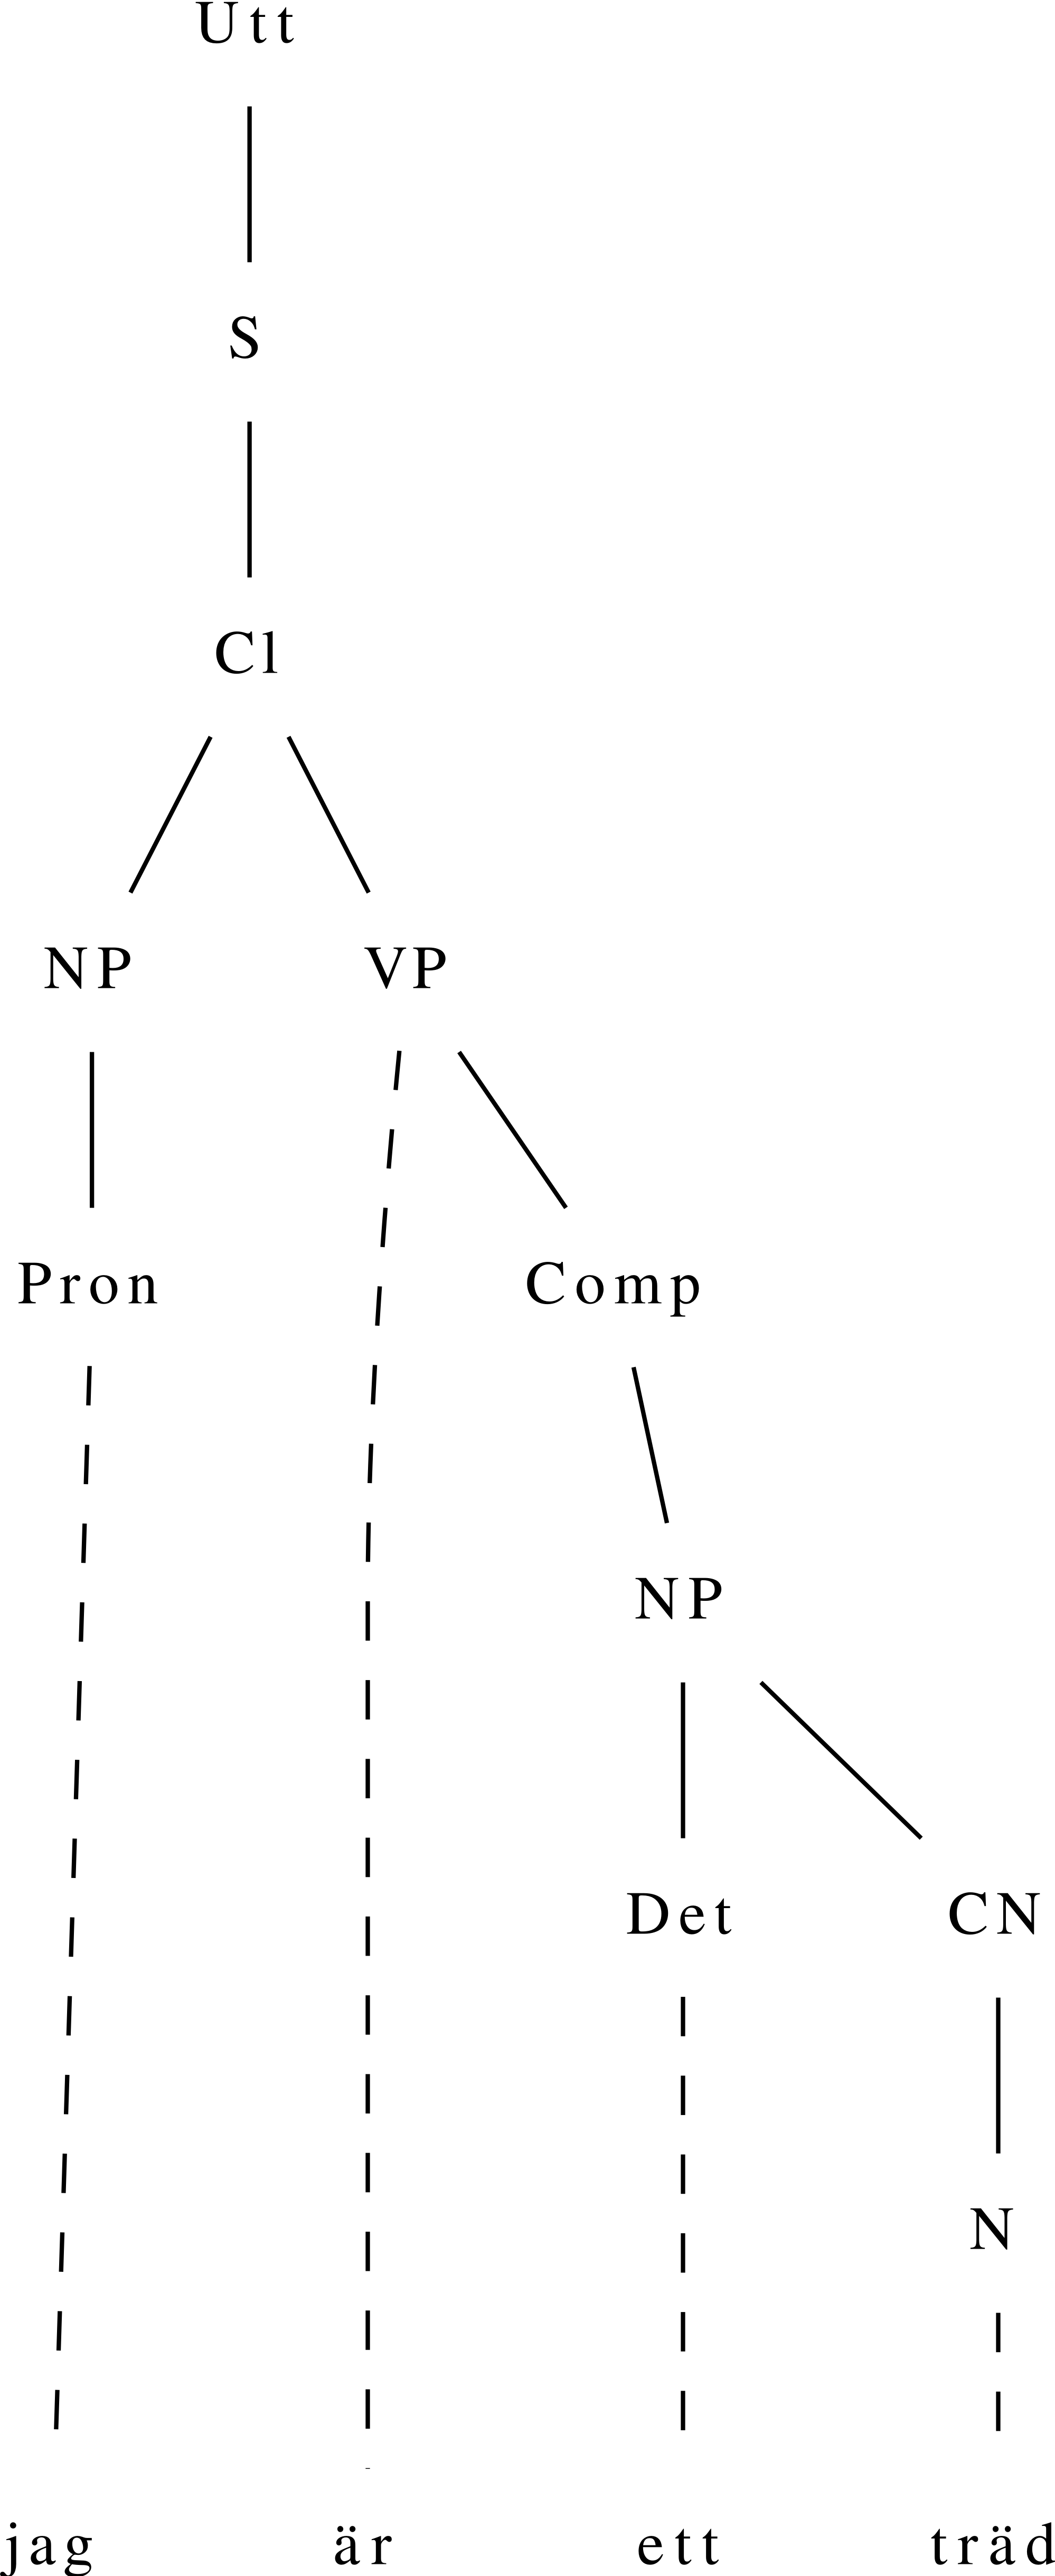 Utt
S
Cl
NP VP
Pron Comp
NP
Det CN
N
jag är ett träd